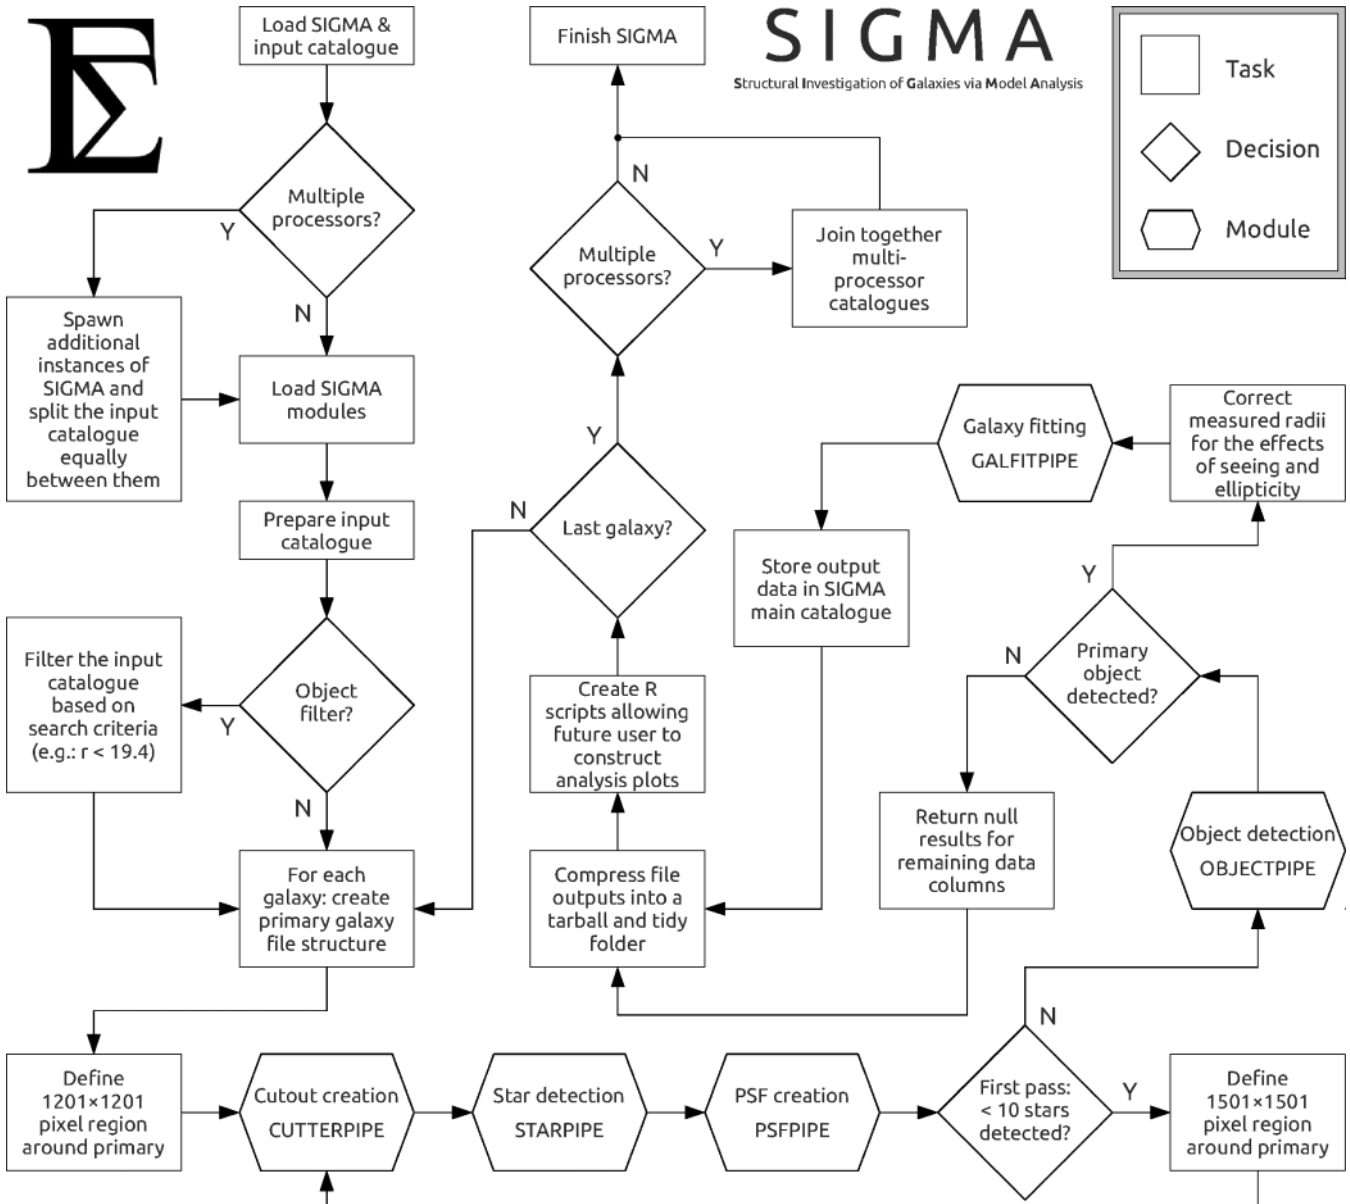 Load SIGMA &
input catalogue
Finish SIGMA
SIGMA
Structural Investigation of Galaxies via Model Analysis
Task
Decision
Module
Multiple
processors?
Y
N
Spawn
additional
instances of
SIGMA and
split the input
catalogue
equally
between them
Load SIGMA
modules
Prepare input
catalogue
Object
filter?
Y
N
Filter the input
catalogue
based on
search criteria
(e.g.: r < 19.4)
For each
galaxy: create
primary galaxy
file structure
Define
1201×1201
pixel region
around primary
Cutout creation
CUTTERPIPE
Star detection
STARPIPE
PSF creation
PSFPIPE
First pass:
< 10 stars
detected?
Y
N
Define
1501×1501
pixel region
around primary
Object detection
OBJECTPIPE
Primary
object
detected?
Y
N
Correct
measured radii
for the effects
of seeing and
ellipticity
Galaxy fitting
GALFITPIPE
Store output
data in SIGMA
main catalogue
Return null
results for
remaining data
columns
Compress file
outputs into a
tarball and tidy
folder
Create R
scripts allowing
future user to
construct
analysis plots
Last galaxy?
N
Y
Multiple
processors?
N
Y
Join together
multi-
processor
catalogues